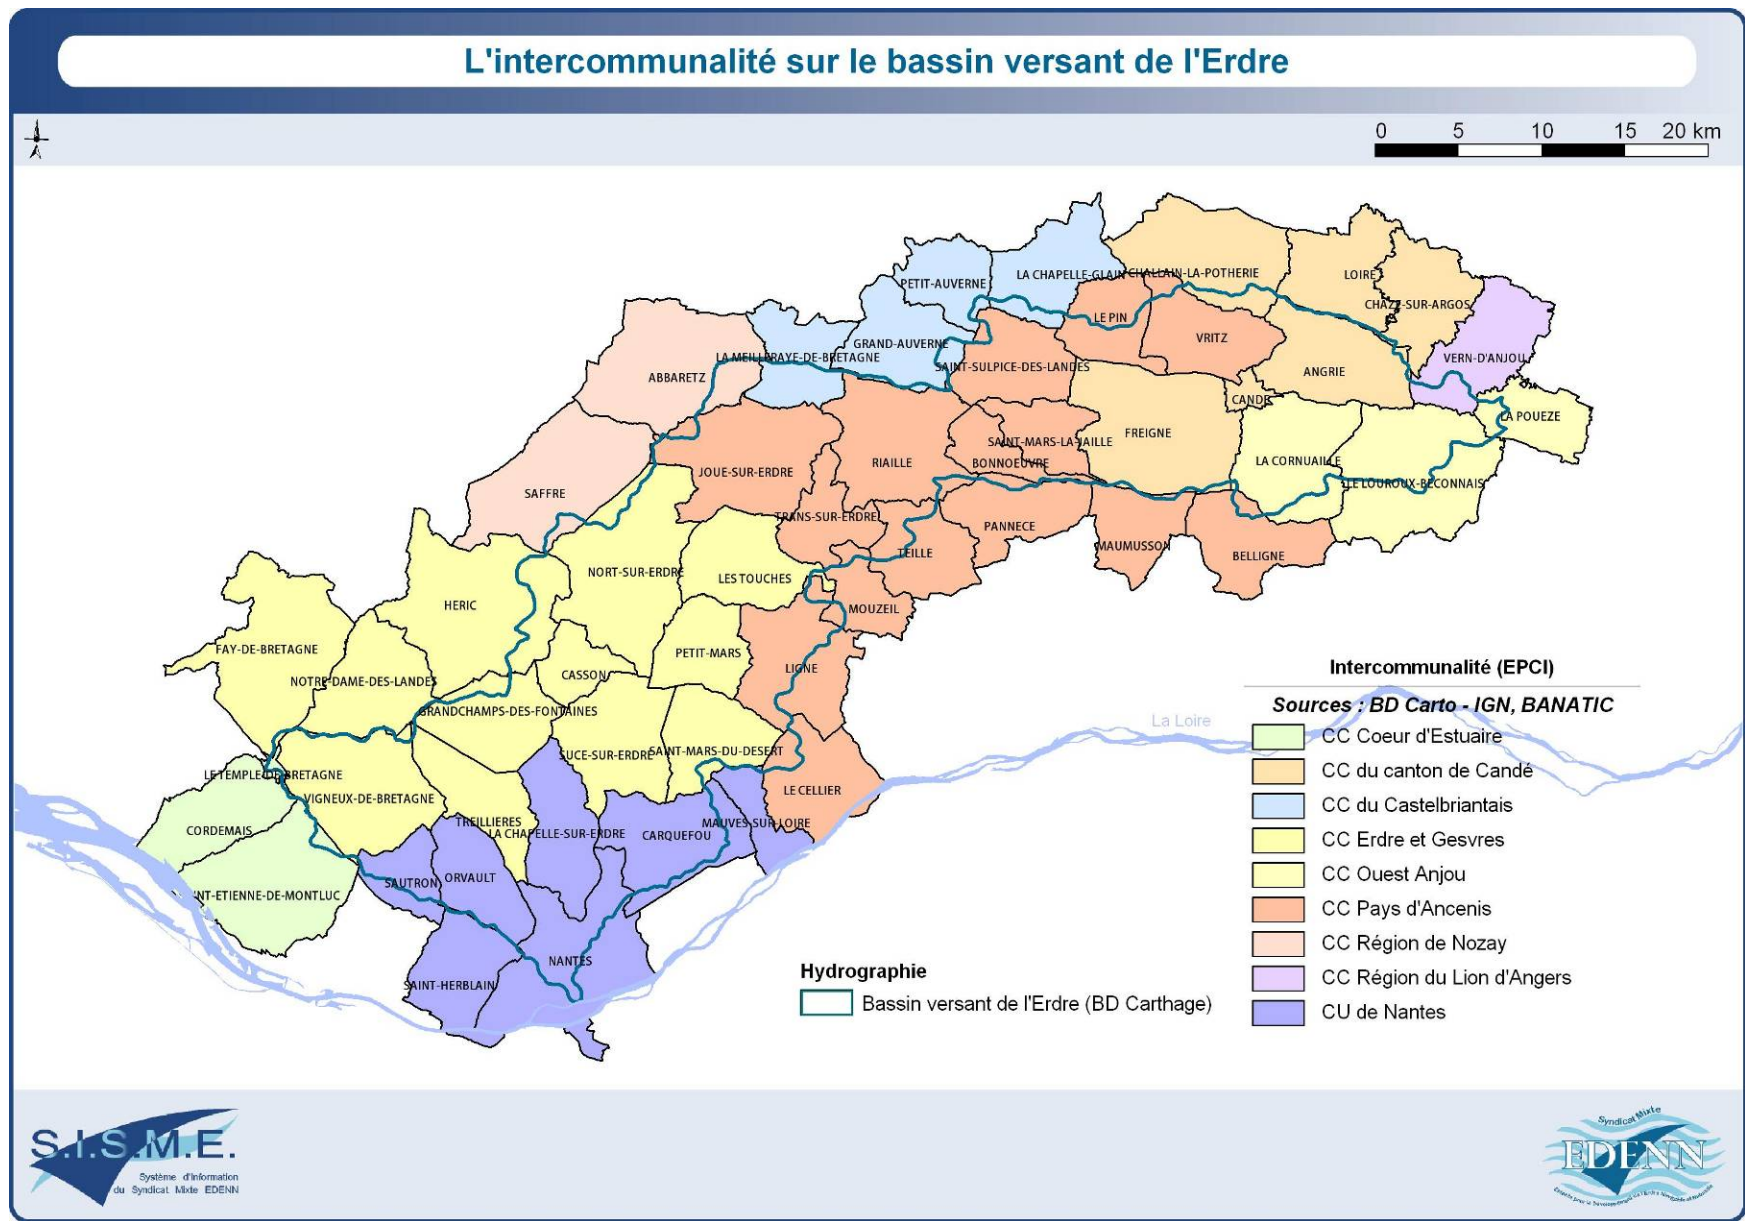 L'intercommunalité sur le bassin versant de l'Erdre
0 5 10 15 20 km
PETIT-AUVERNE
LA CHAPELLE-GLAIN
CHALLAIN-LA-POTHERIE
LOIRE
CHAZE-SUR-ARGOS
LE PIN
VRITZ
GRAND-AUVERNE
LA MEILLERAYE-DE-BRETAGNE
VERN-D'ANJOU
SAINT-SULPICE-DES-LANDES
ANGRIE
ABBARETZ
CANDE
LA POUEZE
FREIGNE
SAINT-MARS-LA-JAILLE
BONNOEUVRE
RIAILLE
LA CORNUAILLE
JOUE-SUR-ERDRE
LE LOUROUX-BECONNAIS
SAFFRE
TRANS-SUR-ERDRE
PANNECE
TEILLE
MAUMUSSON
BELLIGNE
NORT-SUR-ERDRE
LES TOUCHES
HERIC
MOUZEIL
FAY-DE-BRETAGNE
PETIT-MARS
LIGNE
CASSON
NOTRE-DAME-DES-LANDES
GRANDCHAMPS-DES-FONTAINES
SUCE-SUR-ERDRE
SAINT-MARS-DU-DESERT
LE TEMPLE-DE-BRETAGNE
VIGNEUX-DE-BRETAGNE
LE CELLIER
TREILLIERES
LA CHAPELLE-SUR-ERDRE
CARQUEFOU
MAUVES-SUR-LOIRE
CORDEMAIS
SAUTRON
ORVAULT
NT-ETIENNE-DE-MONTLUC
NANTES
SAINT-HERBLAIN
La Loire
Intercommunalité (EPCI)
Sources : BD Carto - IGN, BANATIC
CC Coeur d'Estuaire
CC du canton de Candé
CC du Castelbriantais
CC Erdre et Gesvres
CC Ouest Anjou
CC Pays d'Ancenis
CC Région de Nozay
CC Région du Lion d'Angers
CU de Nantes
Hydrographie
Bassin versant de l'Erdre (BD Carthage)
S.I.S.M.E.
Système d'Information
du Syndicat Mixte EDENN
Syndicat Mixte
EDENN